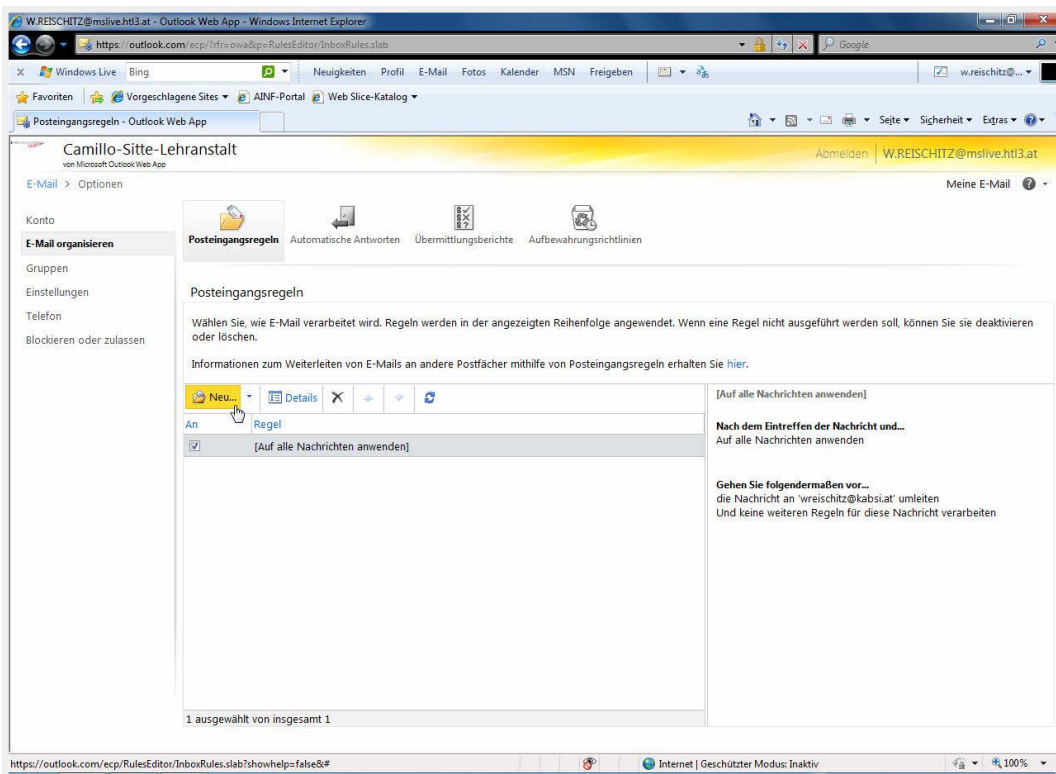 W.REISCHITZ@mslive.htl3.at - Outlook Web App - Windows Internet Explorer
https://outlook.com/ecp/?rfr=owa&p=RulesEditor/InboxRules.slab
Google
Windows Live Bing Neuigkeiten Profil E-Mail Fotos Kalender MSN Freigeben w.reischitz@...
Favoriten Vorgeschlagene Sites AINF-Portal Web Slice-Katalog
Posteingangsregeln - Outlook Web App Seite Sicherheit Extras
Camillo-Sitte-Lehranstalt
von Microsoft Outlook Web App
Abmelden W.REISCHITZ@mslive.htl3.at
E-Mail > Optionen
Meine E-Mail
Konto
E-Mail organisieren
Gruppen
Einstellungen
Telefon
Blockieren oder zulassen
Posteingangsregeln Automatische Antworten Übermittlungsberichte Aufbewahrungsrichtlinien
Posteingangsregeln
Wählen Sie, wie E-Mail verarbeitet wird. Regeln werden in der angezeigten Reihenfolge angewendet. Wenn eine Regel nicht ausgeführt werden soll, können Sie sie deaktivieren
oder löschen.
Informationen zum Weiterleiten von E-Mails an andere Postfächer mithilfe von Posteingangsregeln erhalten Sie hier.
Neu... Details
An Regel
[Auf alle Nachrichten anwenden]
1 ausgewählt von insgesamt 1
[Auf alle Nachrichten anwenden]
Nach dem Eintreffen der Nachricht und...
Auf alle Nachrichten anwenden
Gehen Sie folgendermaßen vor...
die Nachricht an 'wreischitz@kabsi.at' umleiten
Und keine weiteren Regeln für diese Nachricht verarbeiten
https://outlook.com/ecp/RulesEditor/InboxRules.slab?showhelp=false&#
Internet | Geschützter Modus: Inaktiv
100%